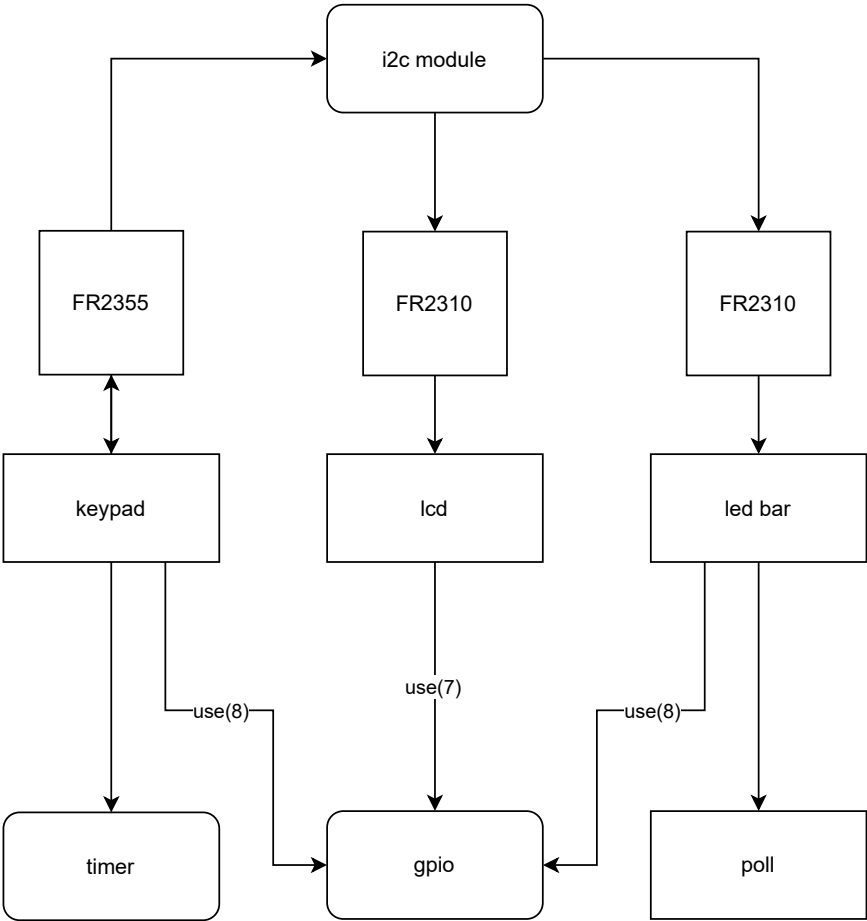 i2c module
FR2355
FR2310
FR2310
keypad
lcd
led bar
use(7)
use(8)
use(8)
timer
gpio
poll